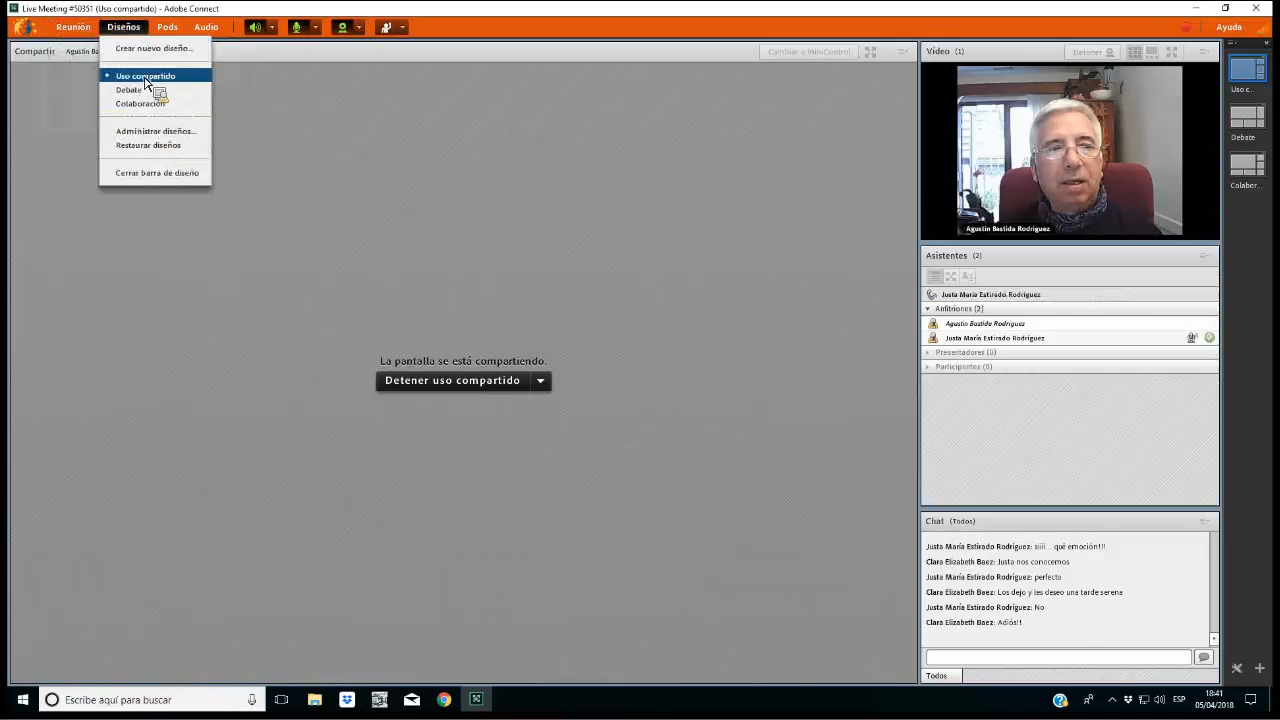 Live Meeting #50351 (Uso compartido) - Adobe Connect
Reunión Diseños Pods Audio Ayuda
Compartir Agustín Ba
Cambiar a MiniControl
Crear nuevo diseño...
Uso compartido
Debate
Colaboración
Administrar diseños...
Restaurar diseños
Cerrar barra de diseño
La pantalla se está compartiendo.
Detener uso compartido
Vídeo (1) Detener
Agustín Bastida Rodríguez
Asistentes (2)
Justa María Estirado Rodríguez
Anfitriones (2)
Agustín Bastida Rodríguez
Justa María Estirado Rodríguez
Presentadores (0)
Participantes (0)
Chat (Todos)
Justa María Estirado Rodríguez: siiii... qué emoción!!!
Clara Elizabeth Baez: Justa nos conocemos
Justa María Estirado Rodríguez: perfecto
Clara Elizabeth Baez: Los dejo y les deseo una tarde serena
Justa María Estirado Rodríguez: No
Clara Elizabeth Baez: Adiós!!
Todos
Uso c...
Debate
Colabor...
Escribe aquí para buscar
ESP
18:41
05/04/2018